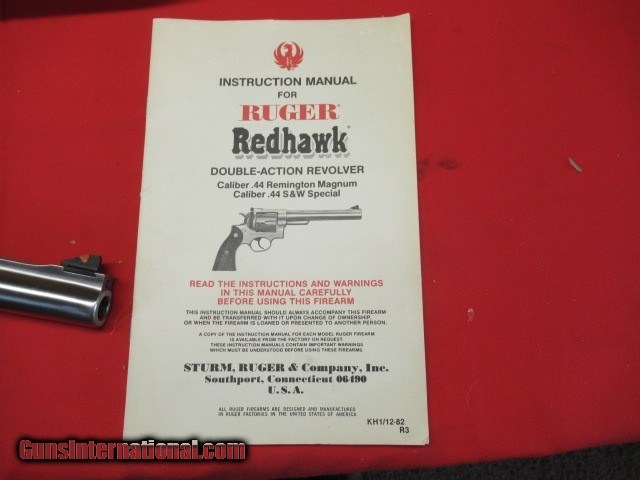 INSTRUCTION MANUAL
FOR
RUGER®
Redhawk®
DOUBLE-ACTION REVOLVER
Caliber .44 Remington Magnum
Caliber .44 S&W Special
READ THE INSTRUCTIONS AND WARNINGS
IN THIS MANUAL CAREFULLY
BEFORE USING THIS FIREARM
THIS INSTRUCTION MANUAL SHOULD ALWAYS ACCOMPANY THIS FIREARM
AND BE TRANSFERRED WITH IT UPON CHANGE OF OWNERSHIP,
OR WHEN THE FIREARM IS LOANED OR PRESENTED TO ANOTHER PERSON.
A COPY OF THE INSTRUCTION MANUAL FOR EACH MODEL RUGER FIREARM
IS AVAILABLE FROM THE FACTORY ON REQUEST.
THESE INSTRUCTION MANUALS CONTAIN IMPORTANT WARNINGS
WHICH MUST BE UNDERSTOOD BEFORE USING THESE FIREARMS.
STURM, RUGER & Company, Inc.
Southport, Connecticut 06490
U.S.A.
ALL RUGER FIREARMS ARE DESIGNED AND MANUFACTURED
IN RUGER FACTORIES IN THE UNITED STATES OF AMERICA
KH1/12-82
R3
GunsInternational.com